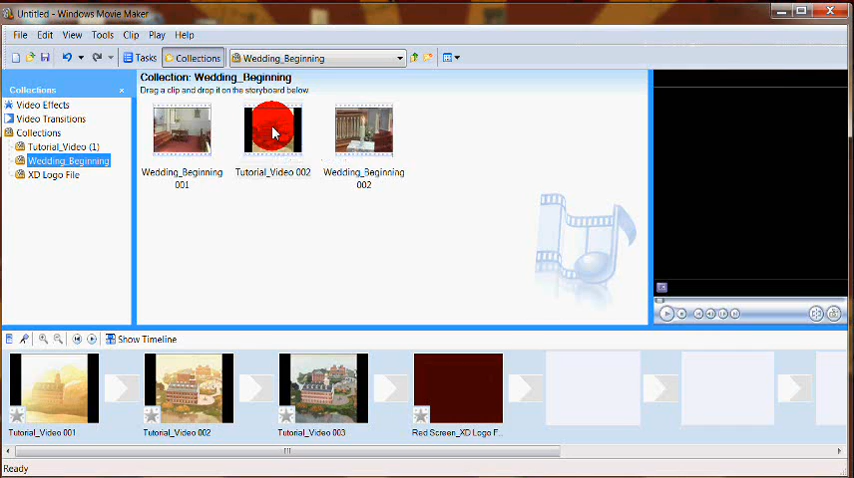 Untitled - Windows Movie Maker
File Edit View Tools Clip Play Help
Tasks Collections Wedding_Beginning
Collections
Video Effects
Video Transitions
Collections
Tutorial_Video (1)
Wedding_Beginning
XD Logo File
Collection: Wedding_Beginning
Drag a clip and drop it on the storyboard below
Wedding_Beginning 001
Tutorial_Video 002
Wedding_Beginning 002
Show Timeline
Tutorial_Video 001
Tutorial_Video 002
Tutorial_Video 003
Red Screen_XD Logo F...
Ready